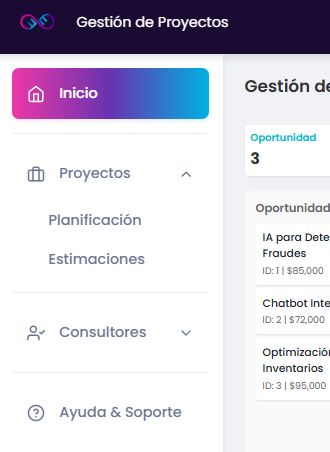 Gestión de Proyectos
Inicio
Proyectos
Planificación
Estimaciones
Consultores
Ayuda & Soporte
Gestión de
Oportunidad
3
Oportunidad
IA para Dete
Fraudes
ID: 1 | $85,000
Chatbot Inte
ID: 2 | $72,000
Optimización
Inventarios
ID: 3 | $95,000